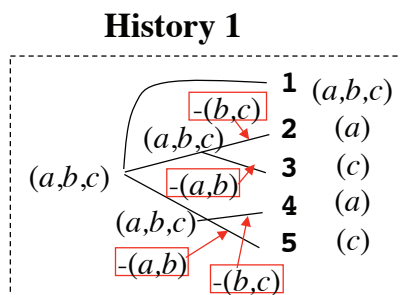 History 1
1 (a,b,c)
-(b,c)
2 (a)
(a,b,c)
3 (c)
(a,b,c)
-(a,b)
4 (a)
(a,b,c)
5 (c)
-(a,b)
-(b,c)